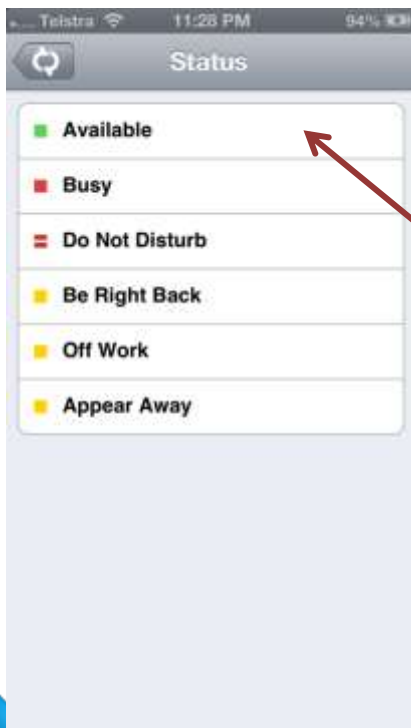 Telstra 11:28 PM 94%
Status
Available
Busy
Do Not Disturb
Be Right Back
Off Work
Appear Away